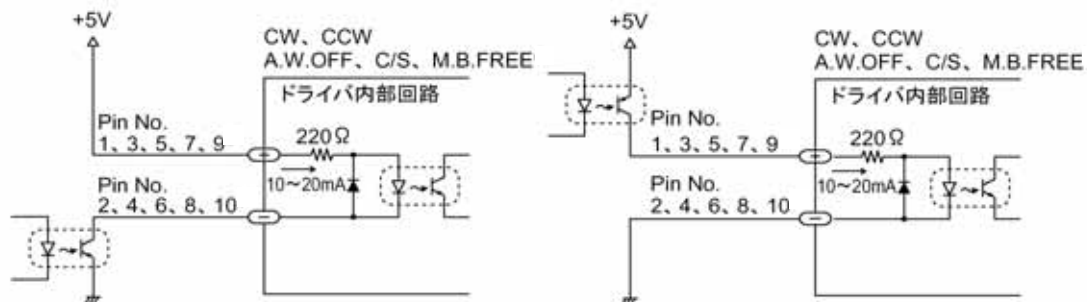 +5V
CW、CCW
A.W.OFF、C/S、M.B.FREE
ドライバ内部回路
Pin No.
1、3、5、7、9
220Ω
10~20mA
Pin No.
2、4、6、8、10
+5V
CW、CCW
A.W.OFF、C/S、M.B.FREE
ドライバ内部回路
Pin No.
1、3、5、7、9
220Ω
10~20mA
Pin No.
2、4、6、8、10